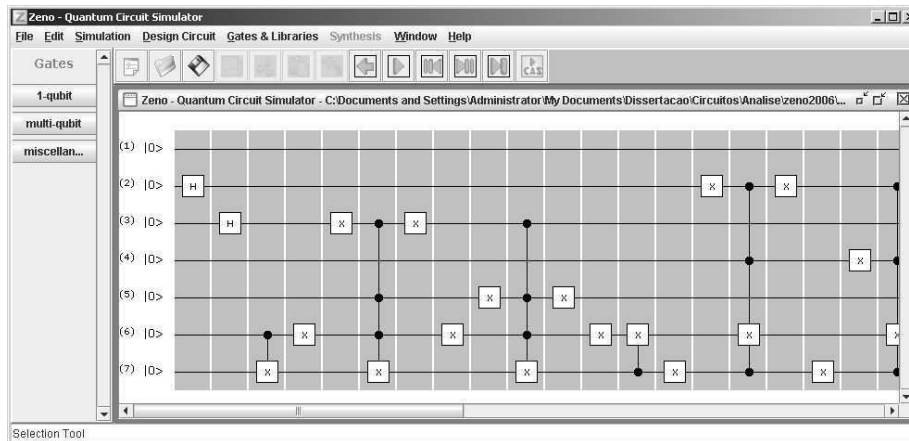 Zeno - Quantum Circuit Simulator
File Edit Simulation Design Circuit Gates & Libraries Synthesis Window Help
Gates
CAS
Zeno - Quantum Circuit Simulator - C:\Documents and Settings\Administrator\My Documents\Dissertacao\Circuitos\Analise\zeno2006\...
1-qubit
multi-qubit
miscellan...
(1) |0>
(2) |0> H X X
(3) |0> H X X
(4) |0> X
(5) |0> X X
(6) |0> X X X X X X
(7) |0> X X X X X
Selection Tool